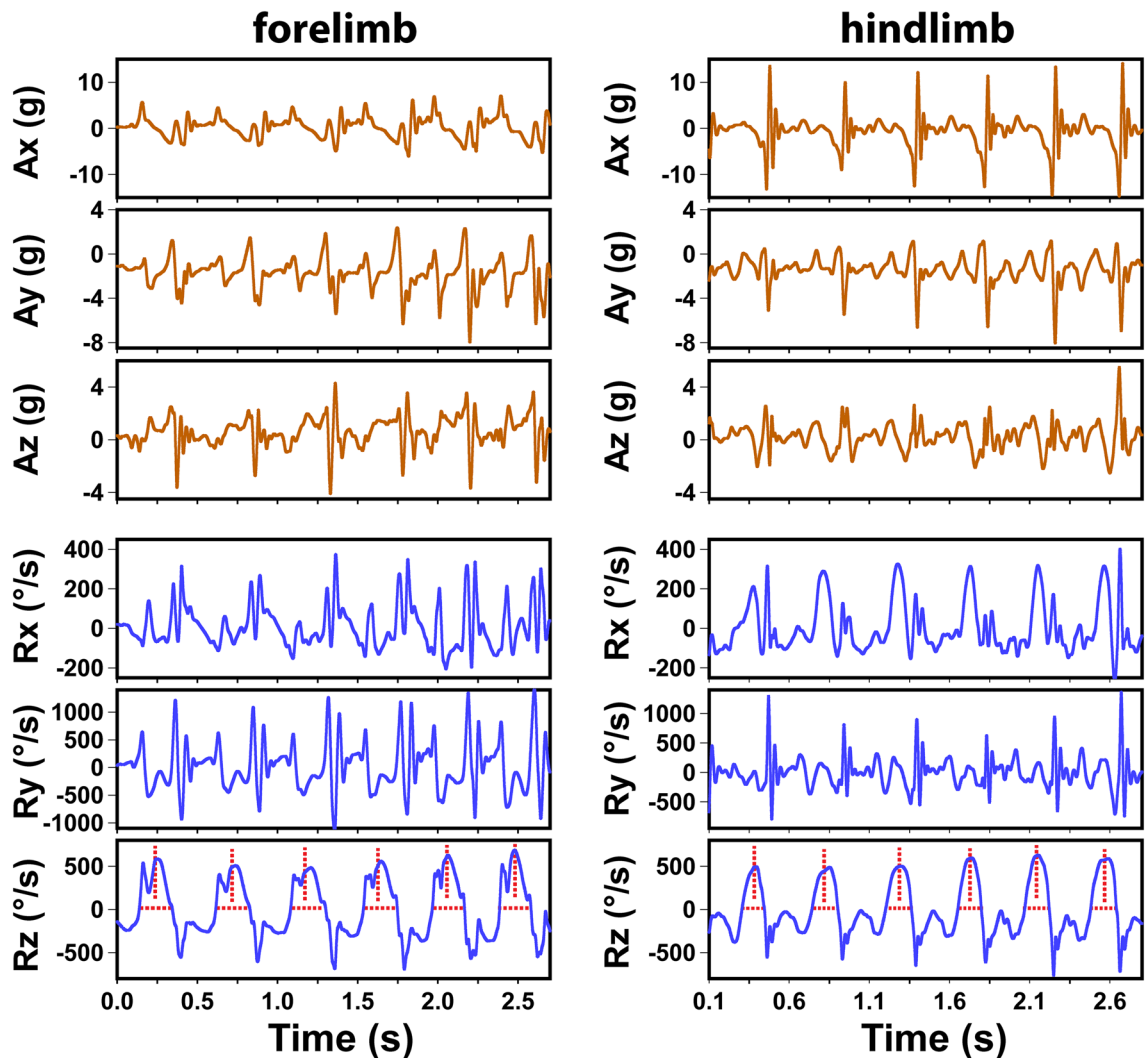 forelimb hindlimb
Ax (g) 10 0 -10 Ax (g) 10 0 -10
Ay (g) 4 0 -4 -8 Ay (g) 4 0 -4 -8
Az (g) 4 0 -4 Az (g) 4 0 -4
Rx (°/s) 400 200 0 -200 Rx (°/s) 400 200 0 -200
Ry (°/s) 1000 500 0 -500 -1000 Ry (°/s) 1000 500 0 -500
Rz (°/s) 500 0 -500 Rz (°/s) 500 0 -500
0.0 0.5 1.0 1.5 2.0 2.5 0.1 0.6 1.1 1.6 2.1 2.6
Time (s) Time (s)